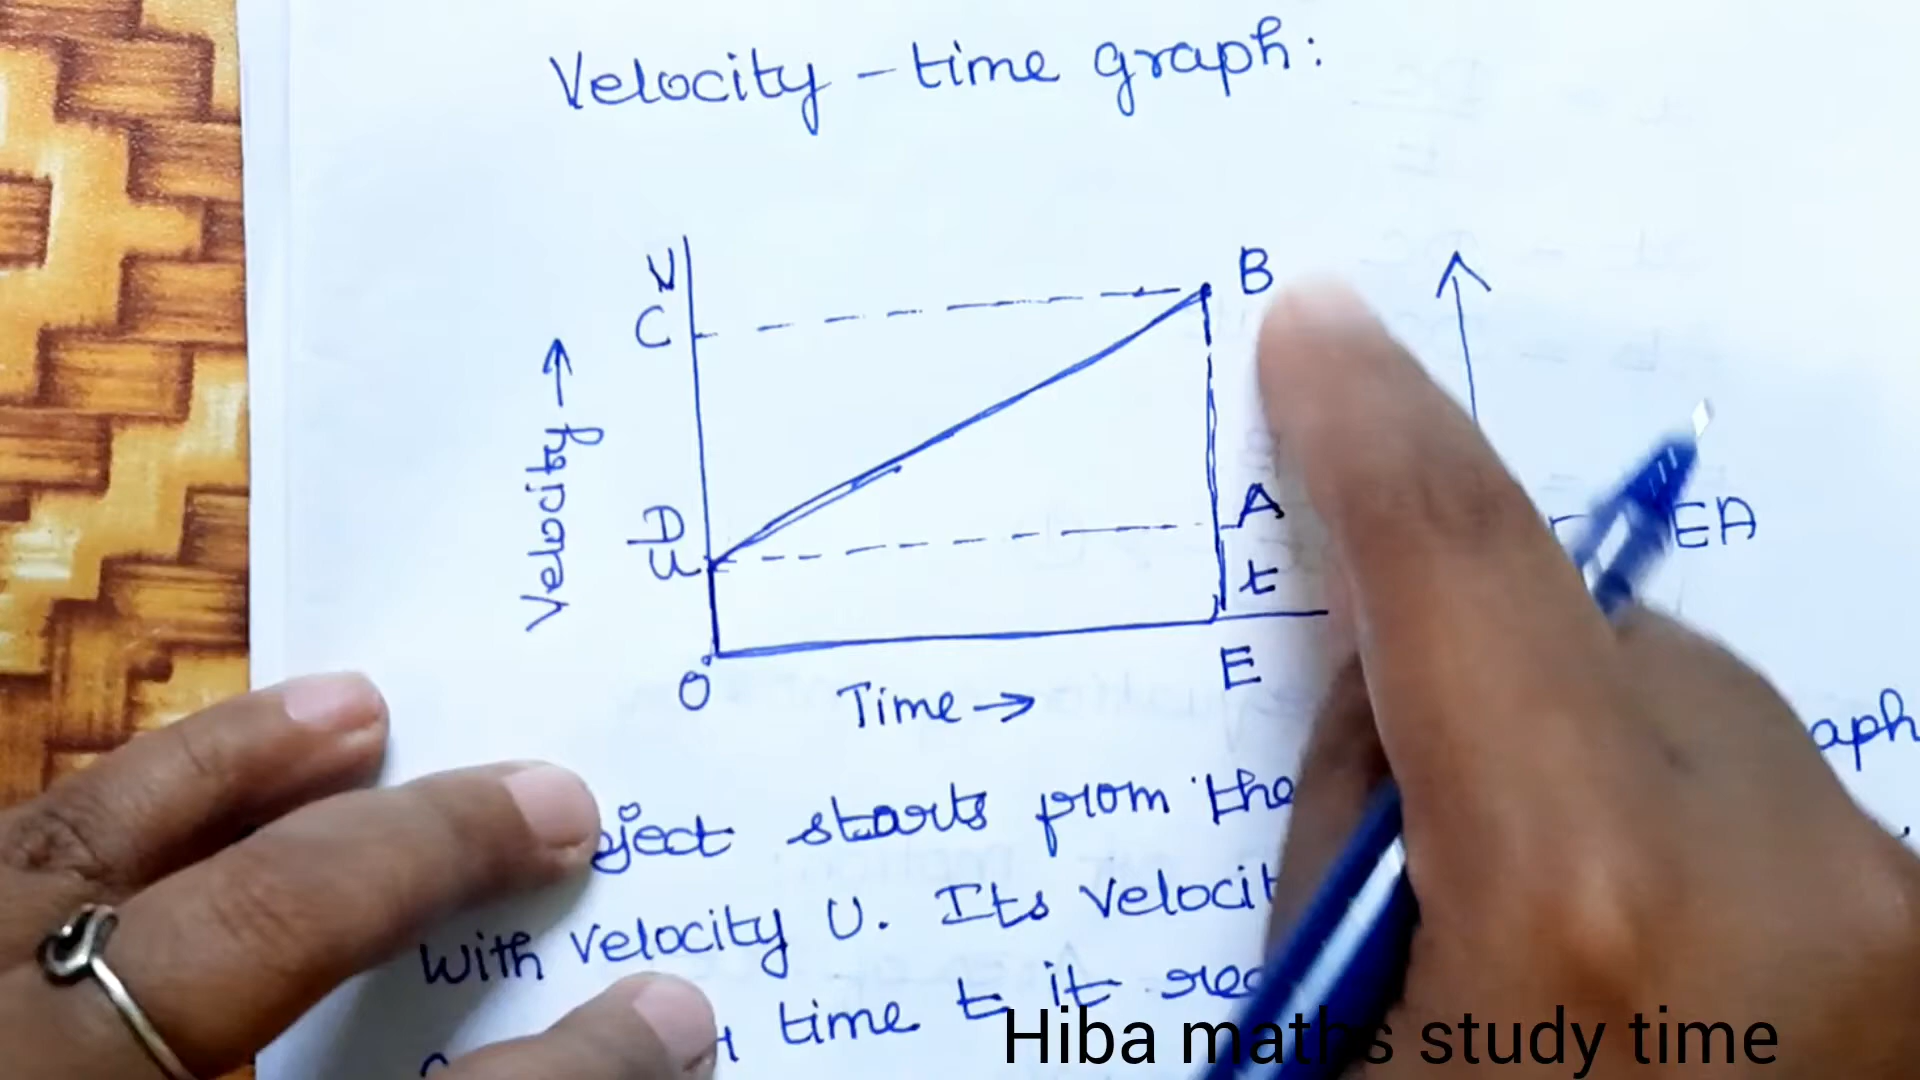 Velocity - time graph:
V
B
C
Velocity →
D
A
u
t
EA
O
E
Time →
aph
ject starts from the
with velocity U. Its velocit
time t it rea
Hiba maths study time